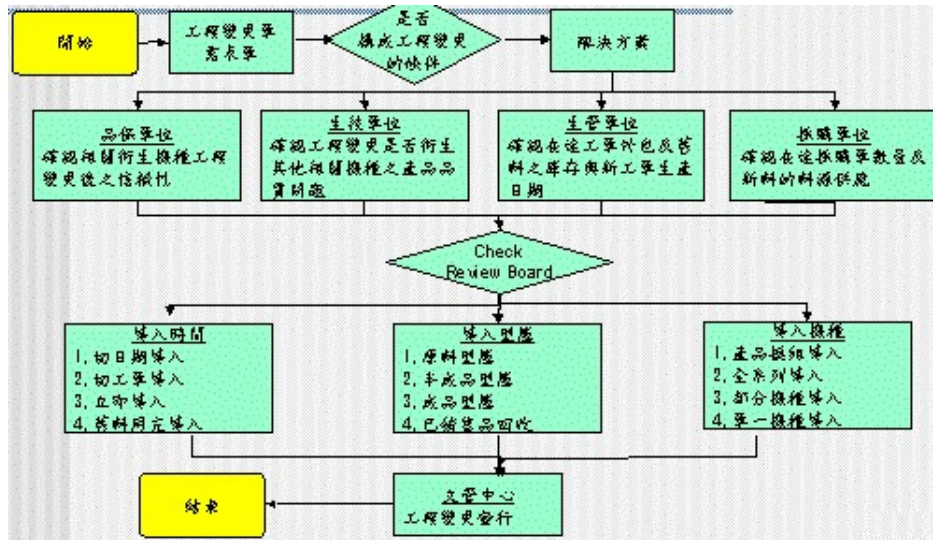 開始
工程變更單
需求單
是否
構成工程變更
的條件
解決方案
品保單位
確認相關衍生機種工程
變更後之信賴性
生技單位
確認工程變更是否衍生
其他相關機種之產品品
質問題
生管單位
確認在途工單外包及舊
料之庫存與新工單生產
日期
採購單位
確認在途採購單數量及
新料的料源供應
Check
Review Board
導入時間
1, 切日期導入
2, 切工單導入
3, 立即導入
4, 舊料用完導入
導入型態
1, 原料型態
2, 半成品型態
3, 成品型態
4, 已銷售品回收
導入機種
1, 產品模組導入
2, 全系列導入
3, 部分機種導入
4, 單一機種導入
文管中心
工程變更發行
結束